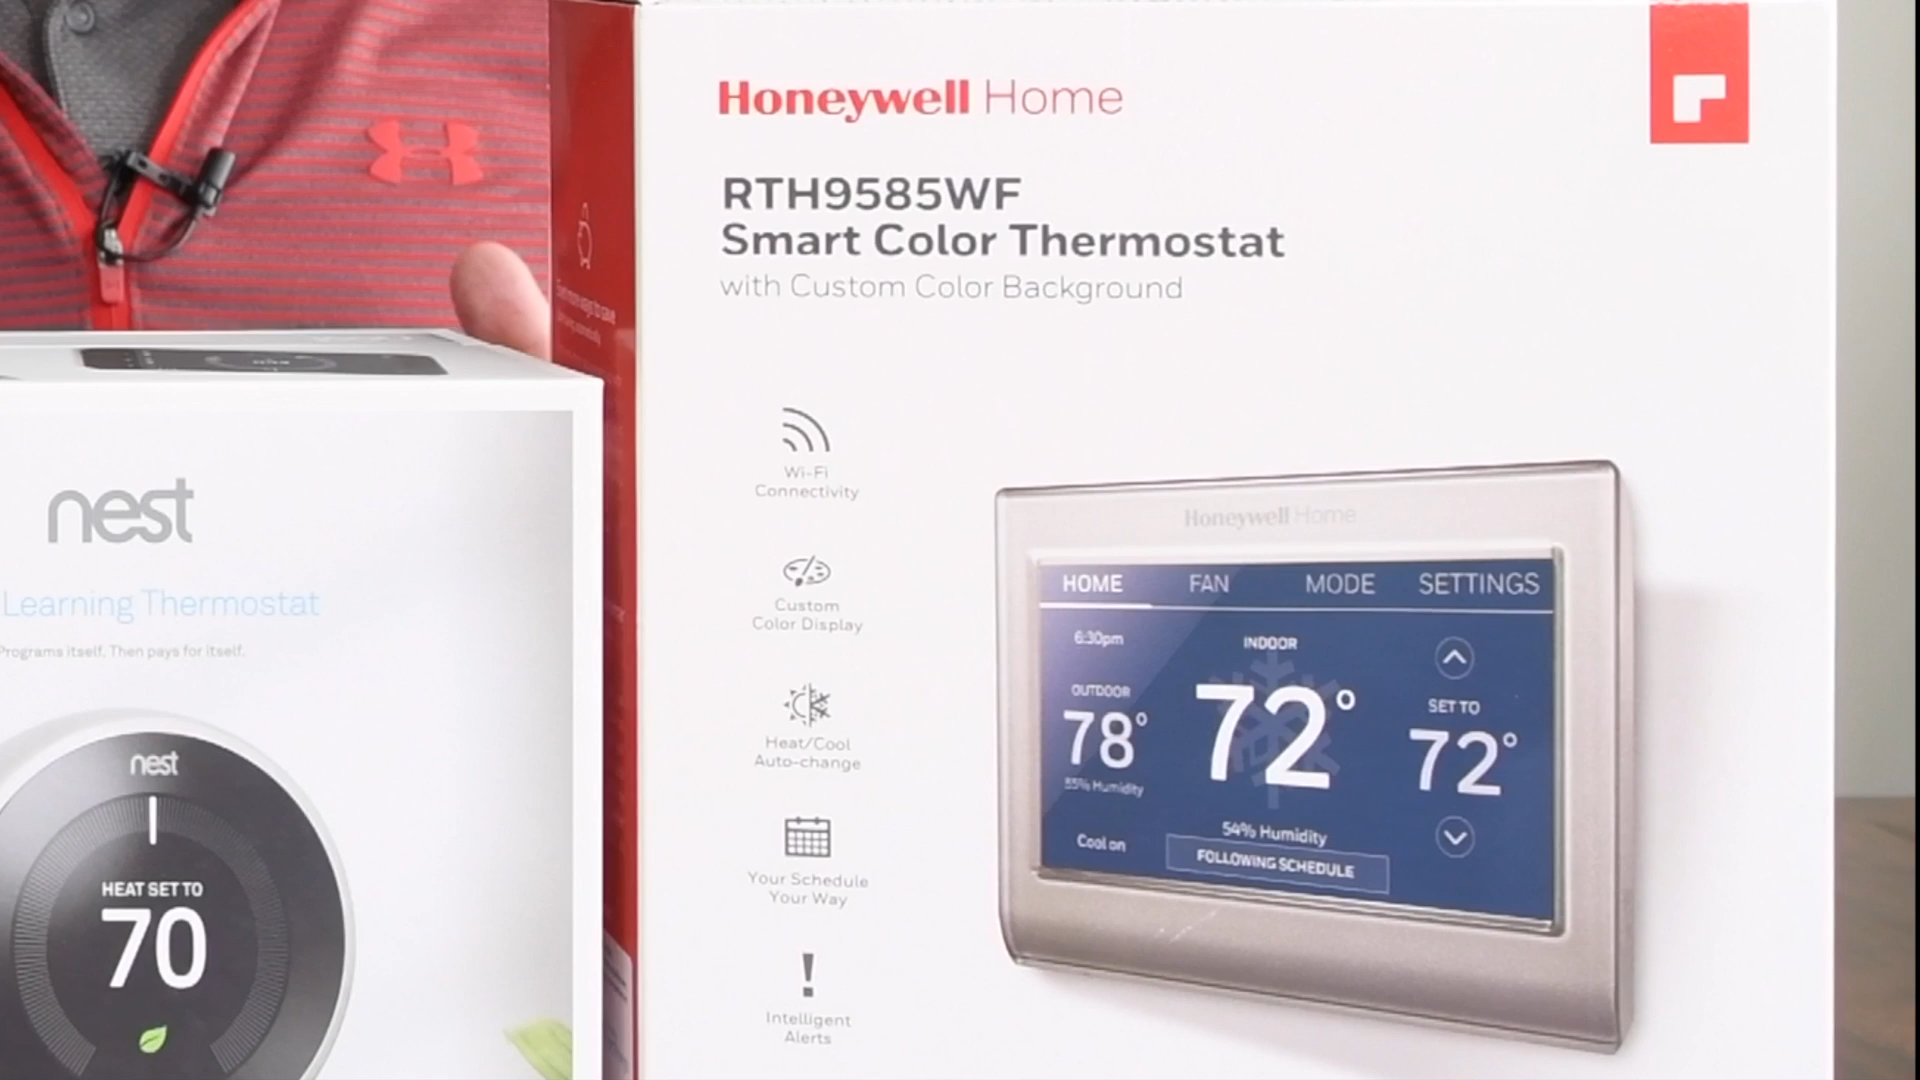 Honeywell Home
RTH9585WF
Smart Color Thermostat
with Custom Color Background
Wi-Fi
Connectivity
Custom
Color Display
Heat/Cool
Auto-change
Your Schedule
Your Way
Intelligent
Alerts
Honeywell Home
HOME FAN MODE SETTINGS
6:30pm
INDOOR
OUTDOOR
78°
72°
SET TO
72°
Humidity
54% Humidity
Cool on
FOLLOWING SCHEDULE
nest
Learning Thermostat
Programs itself. Then pays for itself.
nest
HEAT SET TO
70